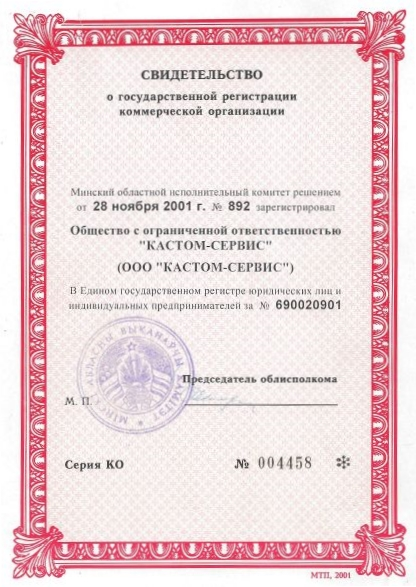 СВИДЕТЕЛЬСТВО
о государственной регистрации
коммерческой организации
Минский областной исполнительный комитет решением
от 28 ноября 2001 г. № 892 зарегистрировал
Общество с ограниченной ответственностью
"КАСТОМ-СЕРВИС"
(ООО "КАСТОМ-СЕРВИС")
В Едином государственном регистре юридических лиц и
индивидуальных предпринимателей за № 690020901
МІНСКІ АБЛАСНЫ ВЫКАНАЎЧЫ КАМІТЭТ
Председатель облисполкома
М. П.
Серия КО № 004458 ✻
МТП, 2001